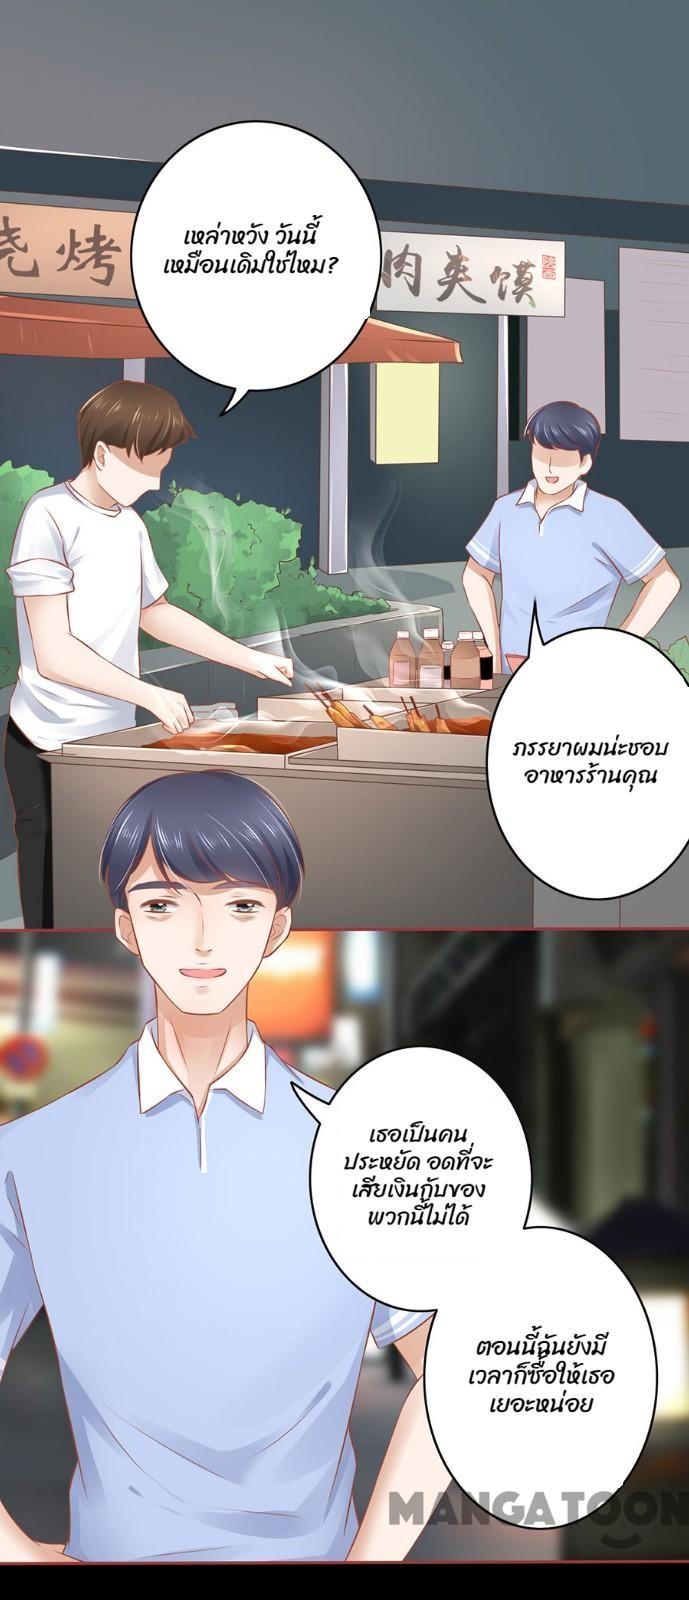 เหล่าหวัง วันนี้
เหมือนเดิมใช่ไหม?
烧烤
肉夹馍
陕西
ภรรยาผมน่ะชอบ
อาหารร้านคุณ
เธอเป็นคน
ประหยัด อดที่จะ
เสียเงินกับของ
พวกนี้ไม่ได้
ตอนนี้ฉันยังมี
เวลาก็ซื้อให้เธอ
เยอะหน่อย
MANGATOON